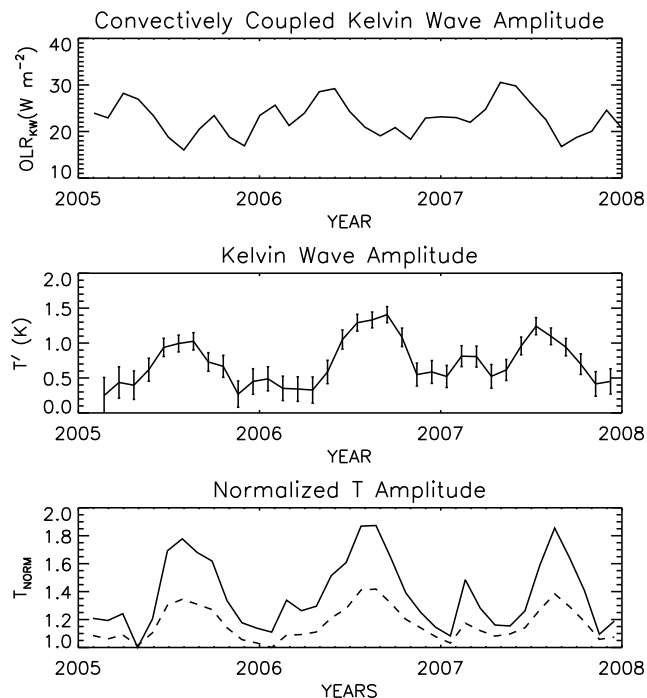 Convectively Coupled Kelvin Wave Amplitude
40
30
20
10
OLR_KW(W m^-2)
2005 2006 2007 2008
YEAR
Kelvin Wave Amplitude
2.0
1.5
1.0
0.5
0.0
T' (K)
2005 2006 2007 2008
YEAR
Normalized T Amplitude
2.0
1.8
1.6
1.4
1.2
1.0
T_NORM
2005 2006 2007 2008
YEARS